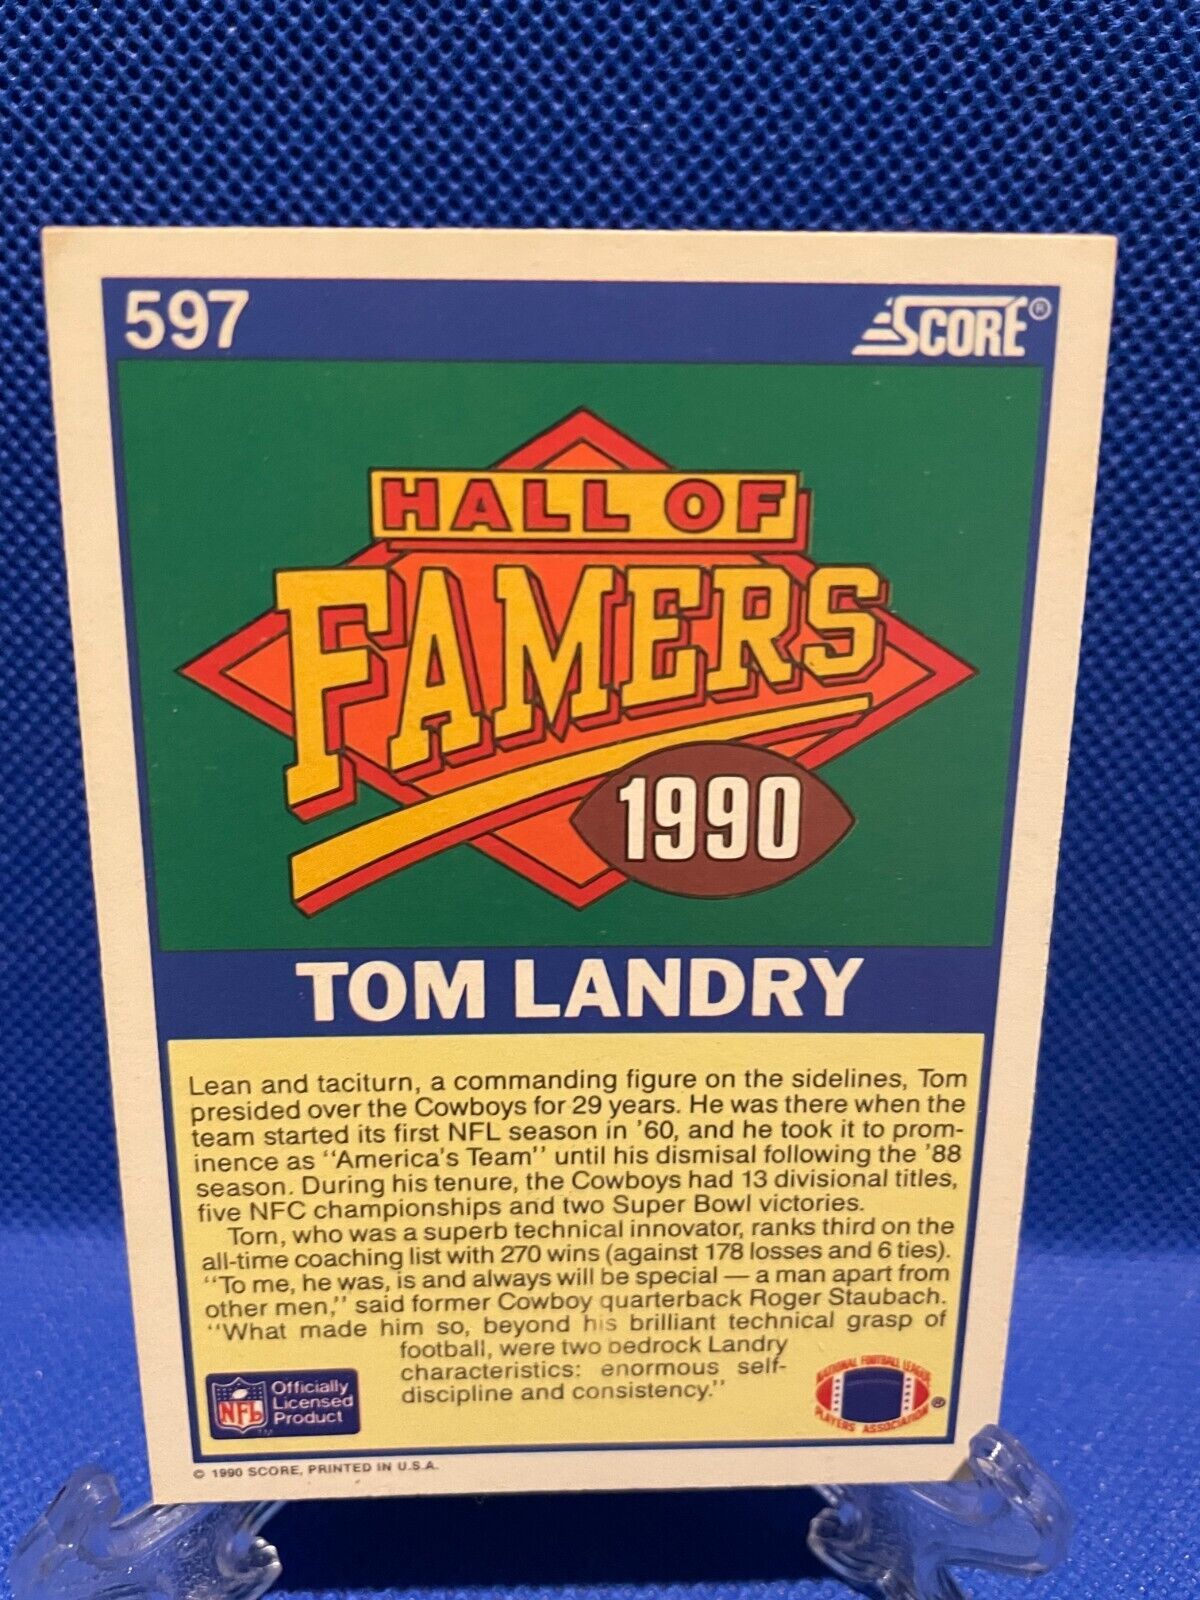 597
SCORE®
HALL OF
FAMERS
1990
TOM LANDRY
Lean and taciturn, a commanding figure on the sidelines, Tom
presided over the Cowboys for 29 years. He was there when the
team started its first NFL season in '60, and he took it to prom-
inence as "America's Team" until his dismissal following the '88
season. During his tenure, the Cowboys had 13 divisional titles,
five NFC championships and two Super Bowl victories.
Tom, who was a superb technical innovator, ranks third on the
all-time coaching list with 270 wins (against 178 losses and 6 ties).
"To me, he was, is and always will be special — a man apart from
other men," said former Cowboy quarterback Roger Staubach.
"What made him so, beyond his brilliant technical grasp of
football, were two bedrock Landry
characteristics: enormous self-
discipline and consistency."
NFL
TM
Officially
Licensed
Product
NATIONAL FOOTBALL LEAGUE
PLAYERS ASSOCIATION
®
© 1990 SCORE, PRINTED IN U.S.A.